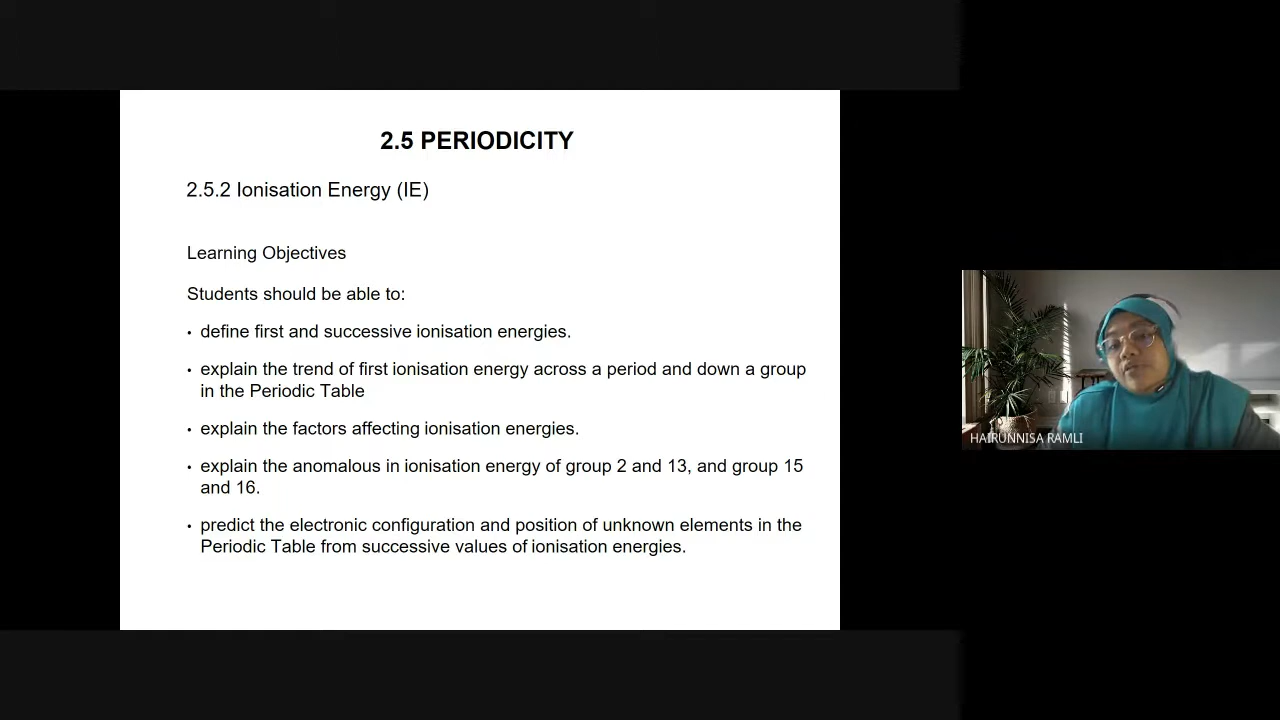 2.5 PERIODICITY
2.5.2 Ionisation Energy (IE)
Learning Objectives
Students should be able to:
• define first and successive ionisation energies.
• explain the trend of first ionisation energy across a period and down a group
in the Periodic Table
• explain the factors affecting ionisation energies.
• explain the anomalous in ionisation energy of group 2 and 13, and group 15
and 16.
• predict the electronic configuration and position of unknown elements in the
Periodic Table from successive values of ionisation energies.
HAIRUNNISA RAMLI